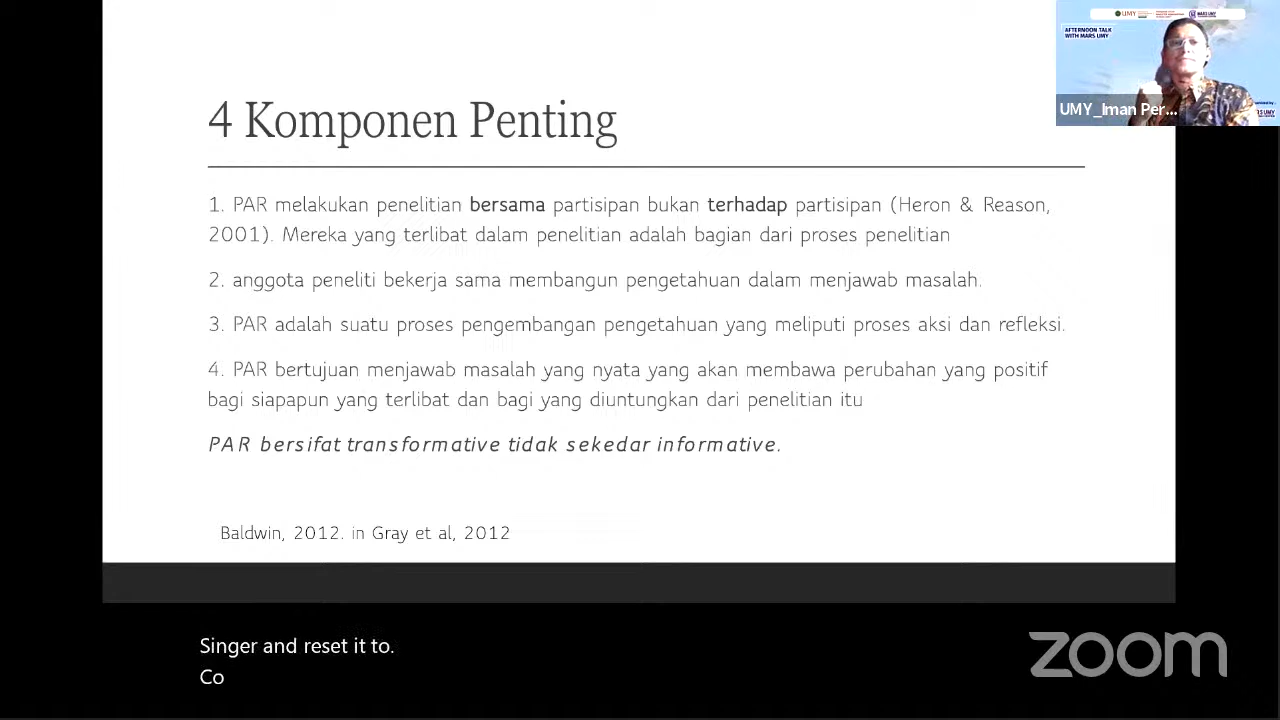 UMY
AFTERNOON TALK
WITH MARS UMY
UMY_Iman Per...
4 Komponen Penting
1. PAR melakukan penelitian bersama partisipan bukan terhadap partisipan (Heron & Reason,
2001). Mereka yang terlibat dalam penelitian adalah bagian dari proses penelitian
2. anggota peneliti bekerja sama membangun pengetahuan dalam menjawab masalah.
3. PAR adalah suatu proses pengembangan pengetahuan yang meliputi proses aksi dan refleksi.
4. PAR bertujuan menjawab masalah yang nyata yang akan membawa perubahan yang positif
bagi siapapun yang terlibat dan bagi yang diuntungkan dari penelitian itu
PAR bersifat transformative tidak sekedar informative.
Baldwin, 2012. in Gray et al, 2012
Singer and reset it to.
Co
zoom